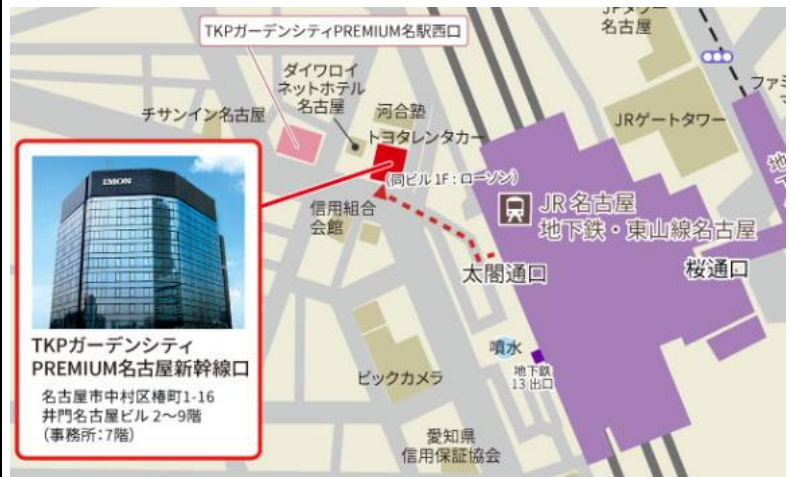 TKPガーデンシティPREMIUM名駅西口
JRタワー
名古屋
ダイワロイ
ネットホテル
名古屋
チサンイン名古屋
河合塾
トヨタレンタカー
(同ビル1F:ローソン)
JRゲートタワー
信用組合
会館
JR名古屋
地下鉄・東山線名古屋
太閤通口
桜通口
IMON
TKPガーデンシティ
PREMIUM名古屋新幹線口
名古屋市中村区椿町1-16
井門名古屋ビル 2〜9階
(事務所:7階)
噴水
地下鉄
13出口
ビックカメラ
愛知県
信用保証協会